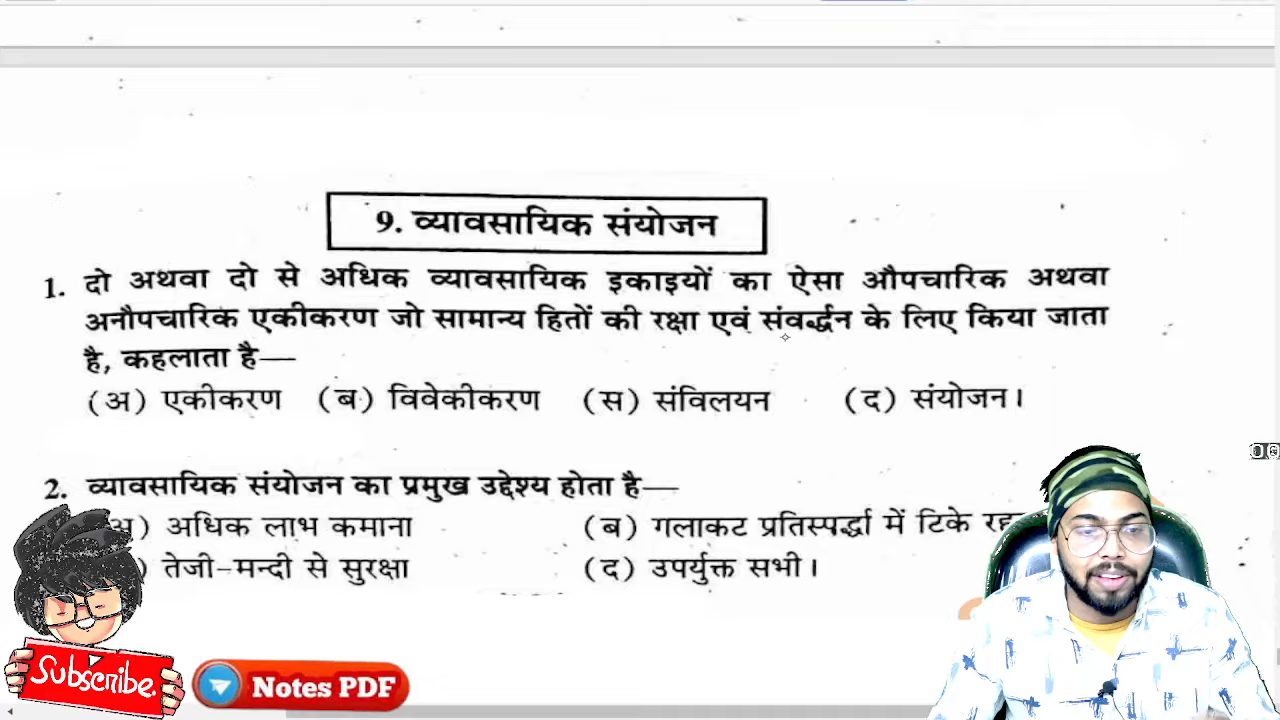 9. व्यावसायिक संयोजन
1. दो अथवा दो से अधिक व्यावसायिक इकाइयों का ऐसा औपचारिक अथवा
अनौपचारिक एकीकरण जो सामान्य हितों की रक्षा एवं संवर्द्धन के लिए किया जाता
है, कहलाता है—
(अ) एकीकरण (ब) विवेकीकरण (स) संविलयन (द) संयोजन।
2. व्यावसायिक संयोजन का प्रमुख उद्देश्य होता है—
अ) अधिक लाभ कमाना (ब) गलाकट प्रतिस्पर्द्धा में टिके
) तेजी-मन्दी से सुरक्षा (द) उपर्युक्त सभी।
Subscribe.
Notes PDF